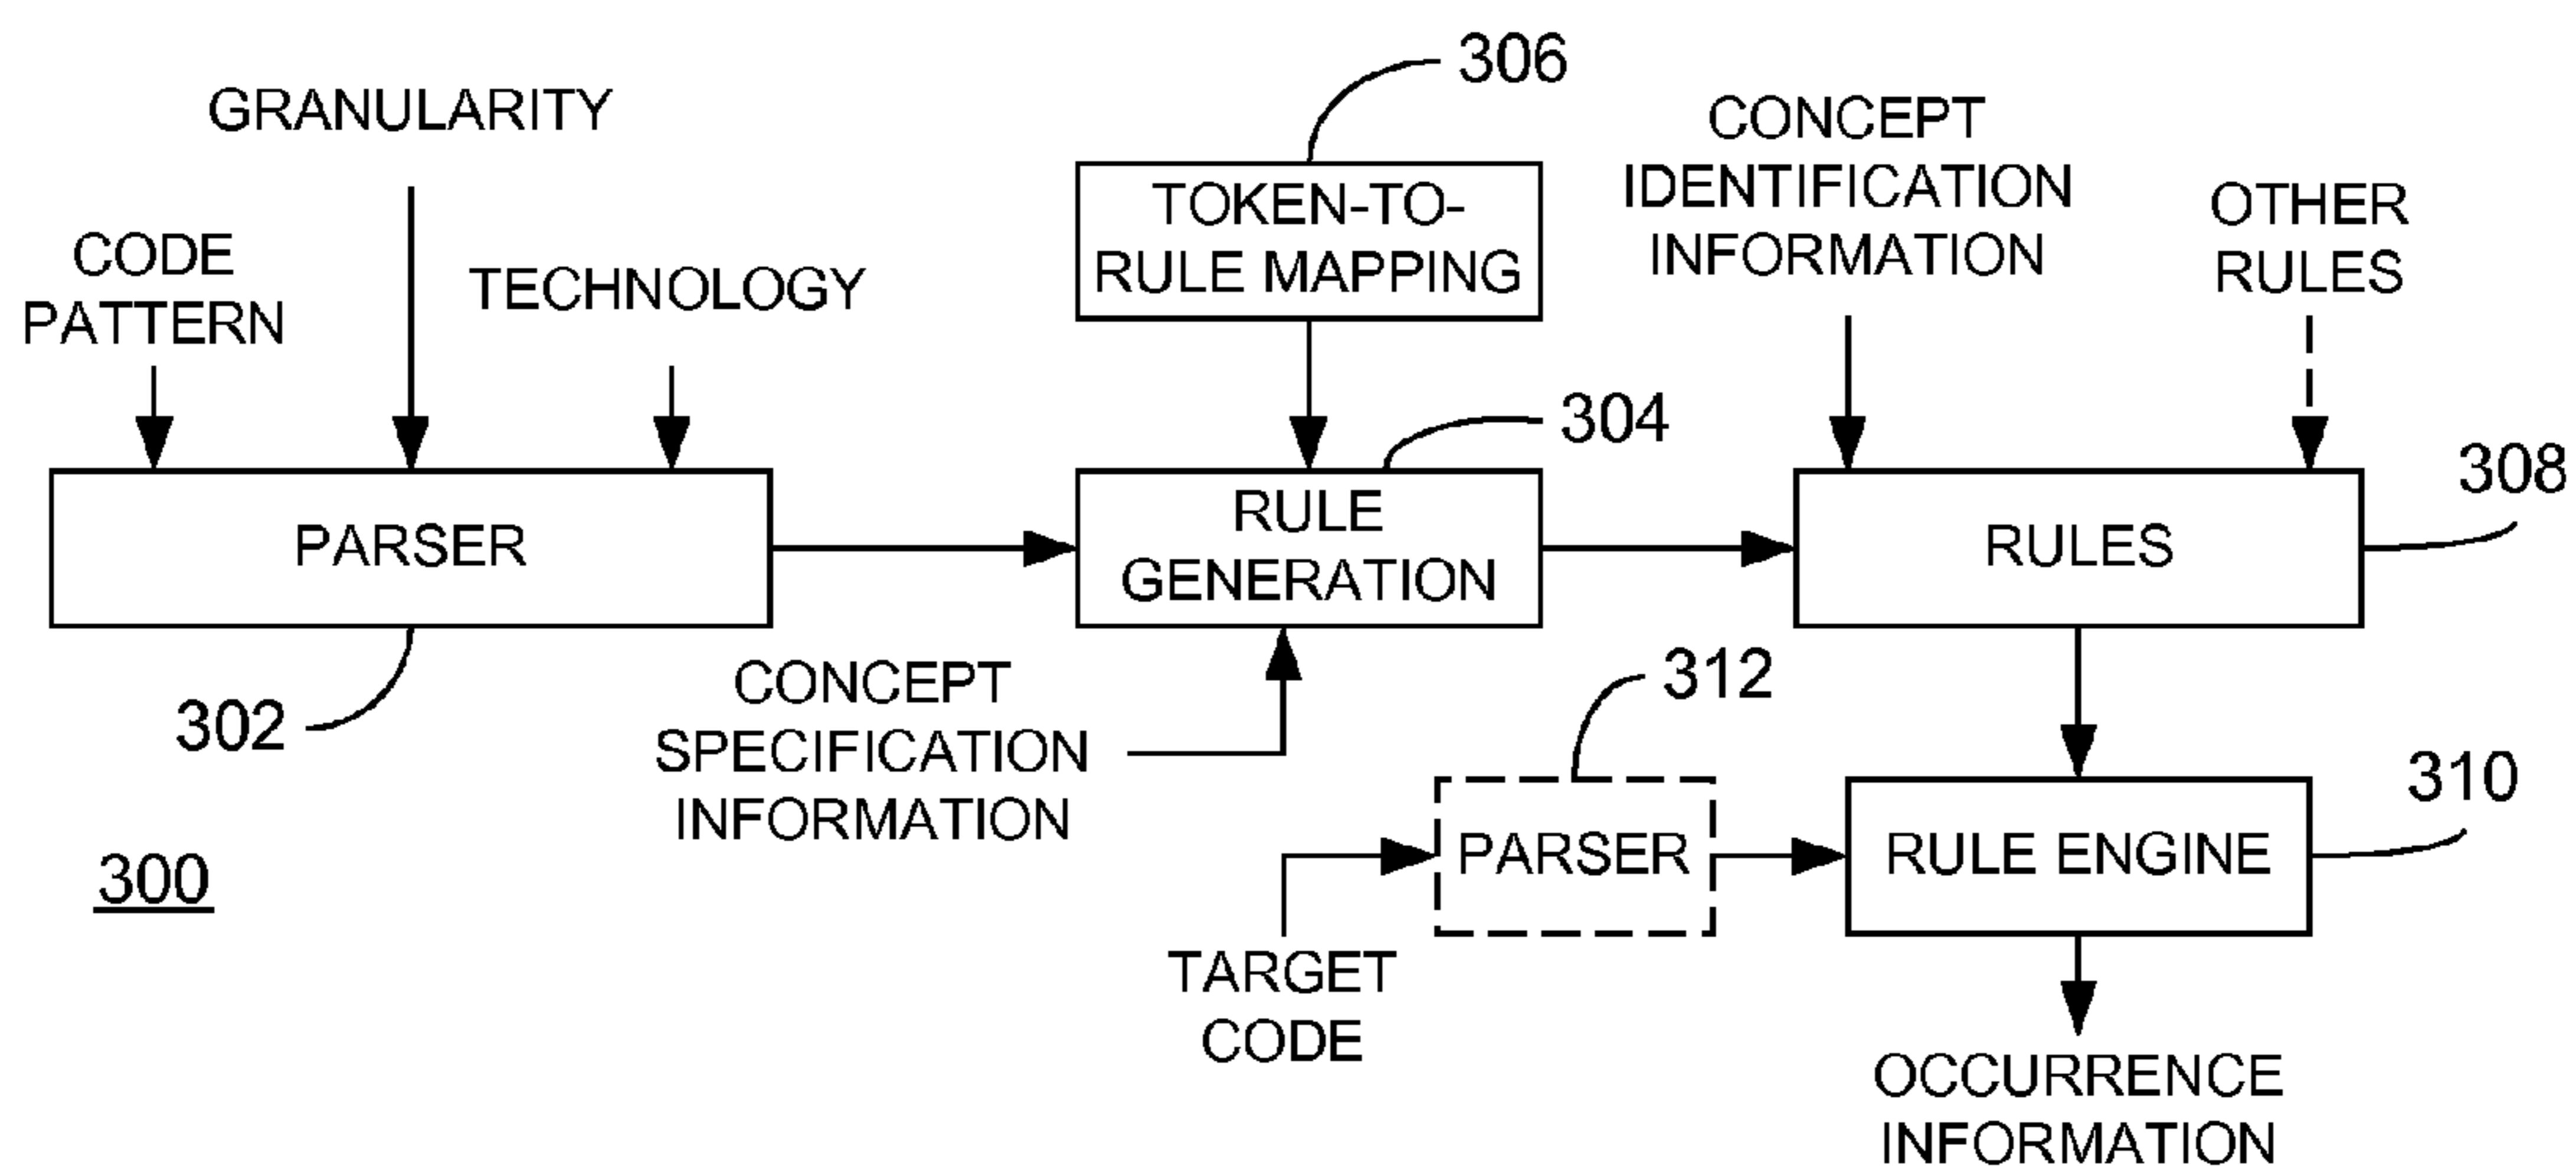 306
GRANULARITY
CONCEPT
IDENTIFICATION
INFORMATION
OTHER
RULES
TOKEN-TO-
RULE MAPPING
CODE
PATTERN
TECHNOLOGY
304
308
PARSER
RULE
GENERATION
RULES
302
CONCEPT
SPECIFICATION
INFORMATION
312
310
PARSER
RULE ENGINE
300
TARGET
CODE
OCCURRENCE
INFORMATION